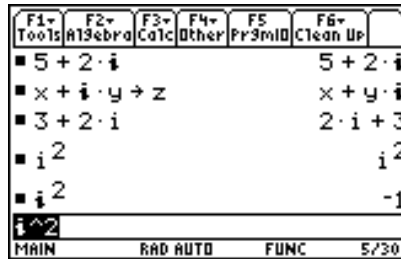 F1▾ F2▾ F3▾ F4▾ F5 F6▾
Tools Algebra Calc Other PrgmIO Clean Up
▪ 5 + 2·𝒊 5 + 2·𝒊
▪ x + 𝒊·y → z x + y·𝒊
▪ 3 + 2·i 2·i + 3
▪ i² i²
▪ 𝒊² -1
𝒊^2
MAIN RAD AUTO FUNC 5/30